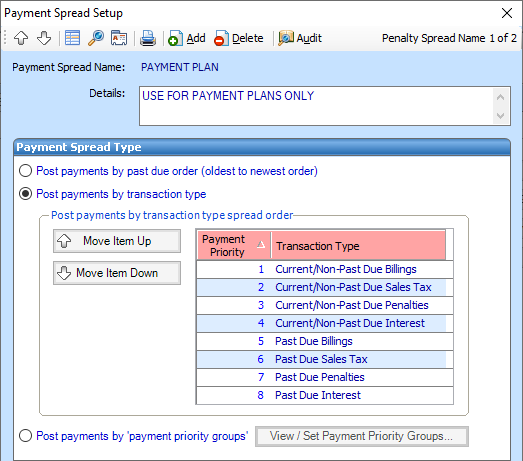 Payment Spread Setup
Add Delete Audit Penalty Spread Name 1 of 2
Payment Spread Name: PAYMENT PLAN
Details: USE FOR PAYMENT PLANS ONLY
Payment Spread Type
Post payments by past due order (oldest to newest order)
Post payments by transaction type
Post payments by transaction type spread order
Move Item Up
Move Item Down
Payment Priority Transaction Type
1 Current/Non-Past Due Billings
2 Current/Non-Past Due Sales Tax
3 Current/Non-Past Due Penalties
4 Current/Non-Past Due Interest
5 Past Due Billings
6 Past Due Sales Tax
7 Past Due Penalties
8 Past Due Interest
Post payments by 'payment priority groups' View / Set Payment Priority Groups...